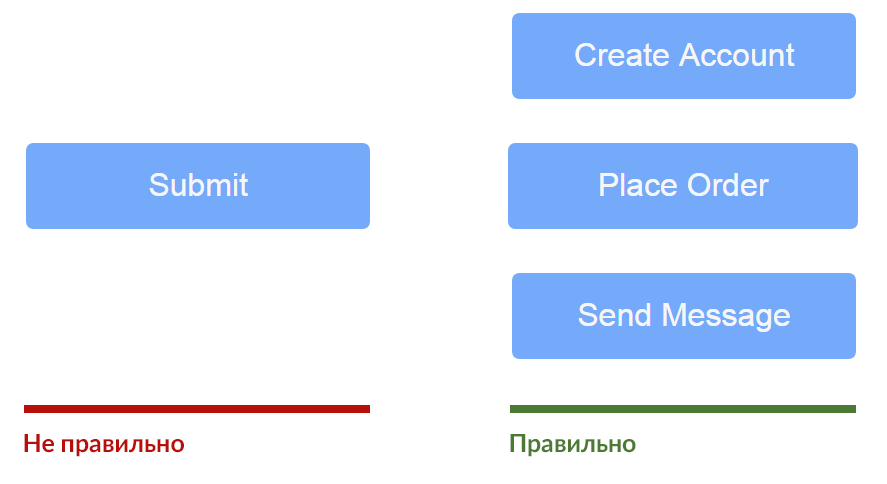 Create Account
Submit
Place Order
Send Message
Не правильно
Правильно